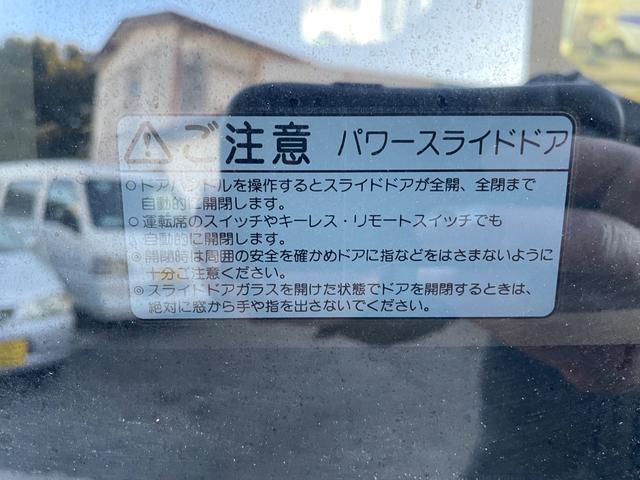 ご注意 パワースライドドア
○ドアハンドルを操作するとスライドドアが全開、全閉まで
自動的に開閉します。
○運転席のスイッチやキーレス・リモートスイッチでも
自動的に開閉します。
◎開閉時は周囲の安全を確かめドアに指などをはさまないように
十分ご注意ください。
◎スライドドアガラスを開けた状態でドアを開閉するときは、
絶対に窓から手や指を出さないでください。